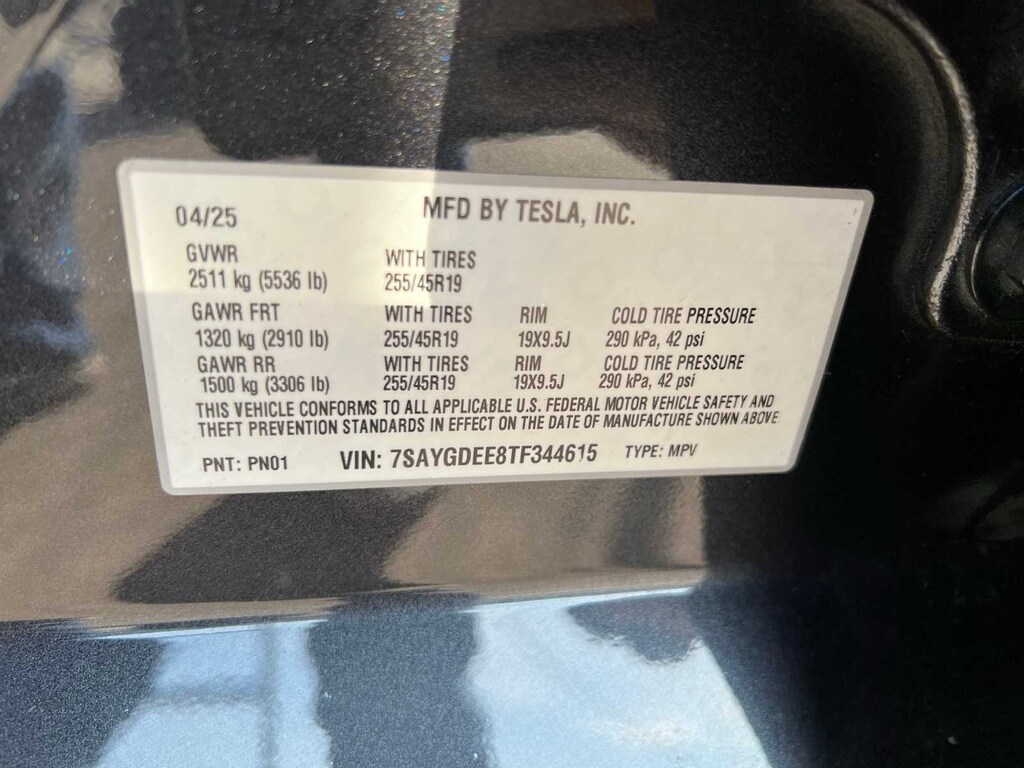 04/25 MFD BY TESLA, INC.
GVWR WITH TIRES
2511 kg (5536 lb) 255/45R19
GAWR FRT WITH TIRES RIM COLD TIRE PRESSURE
1320 kg (2910 lb) 255/45R19 19X9.5J 290 kPa, 42 psi
GAWR RR WITH TIRES RIM COLD TIRE PRESSURE
1500 kg (3306 lb) 255/45R19 19X9.5J 290 kPa, 42 psi
THIS VEHICLE CONFORMS TO ALL APPLICABLE U.S. FEDERAL MOTOR VEHICLE SAFETY AND
THEFT PREVENTION STANDARDS IN EFFECT ON THE DATE OF MANUFACTURE SHOWN ABOVE.
PNT: PN01 VIN: 7SAYGDEE8TF344615 TYPE: MPV